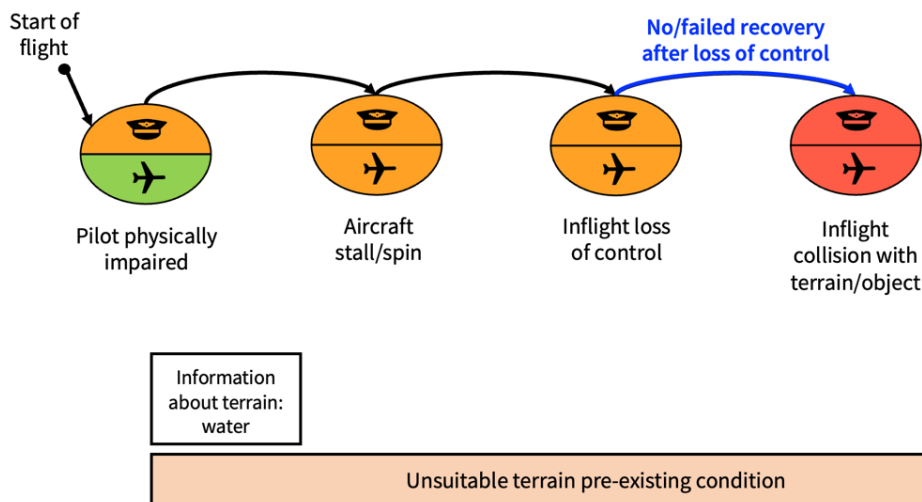 Start of
flight
No/failed recovery
after loss of control
Pilot physically
impaired
Aircraft
stall/spin
Inflight loss
of control
Inflight
collision with
terrain/object
Information
about terrain:
water
Unsuitable terrain pre-existing condition